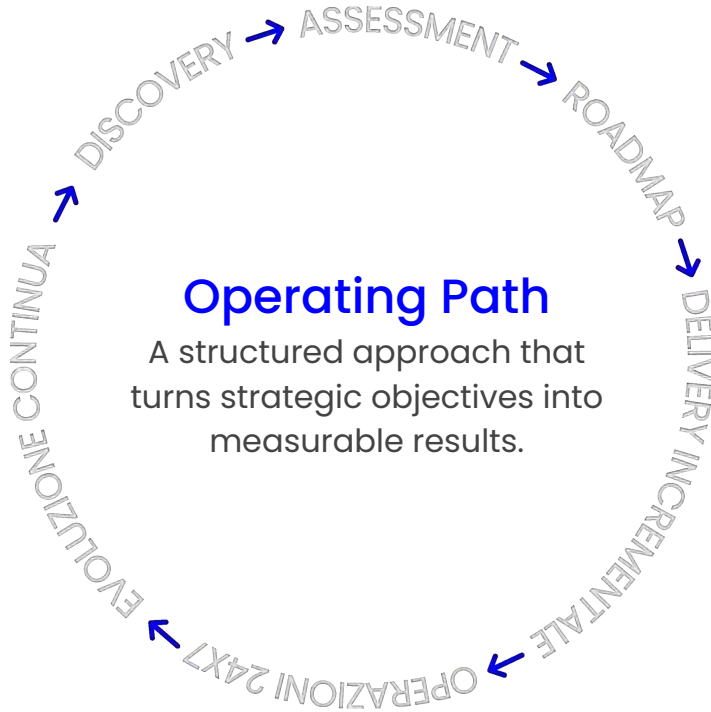 DISCOVERY
ASSESSMENT
ROADMAP
DELIVERY INCREMENTALE
OPERAZIONI 24X7
EVOLUZIONE CONTINUA
Operating Path
A structured approach that
turns strategic objectives into
measurable results.